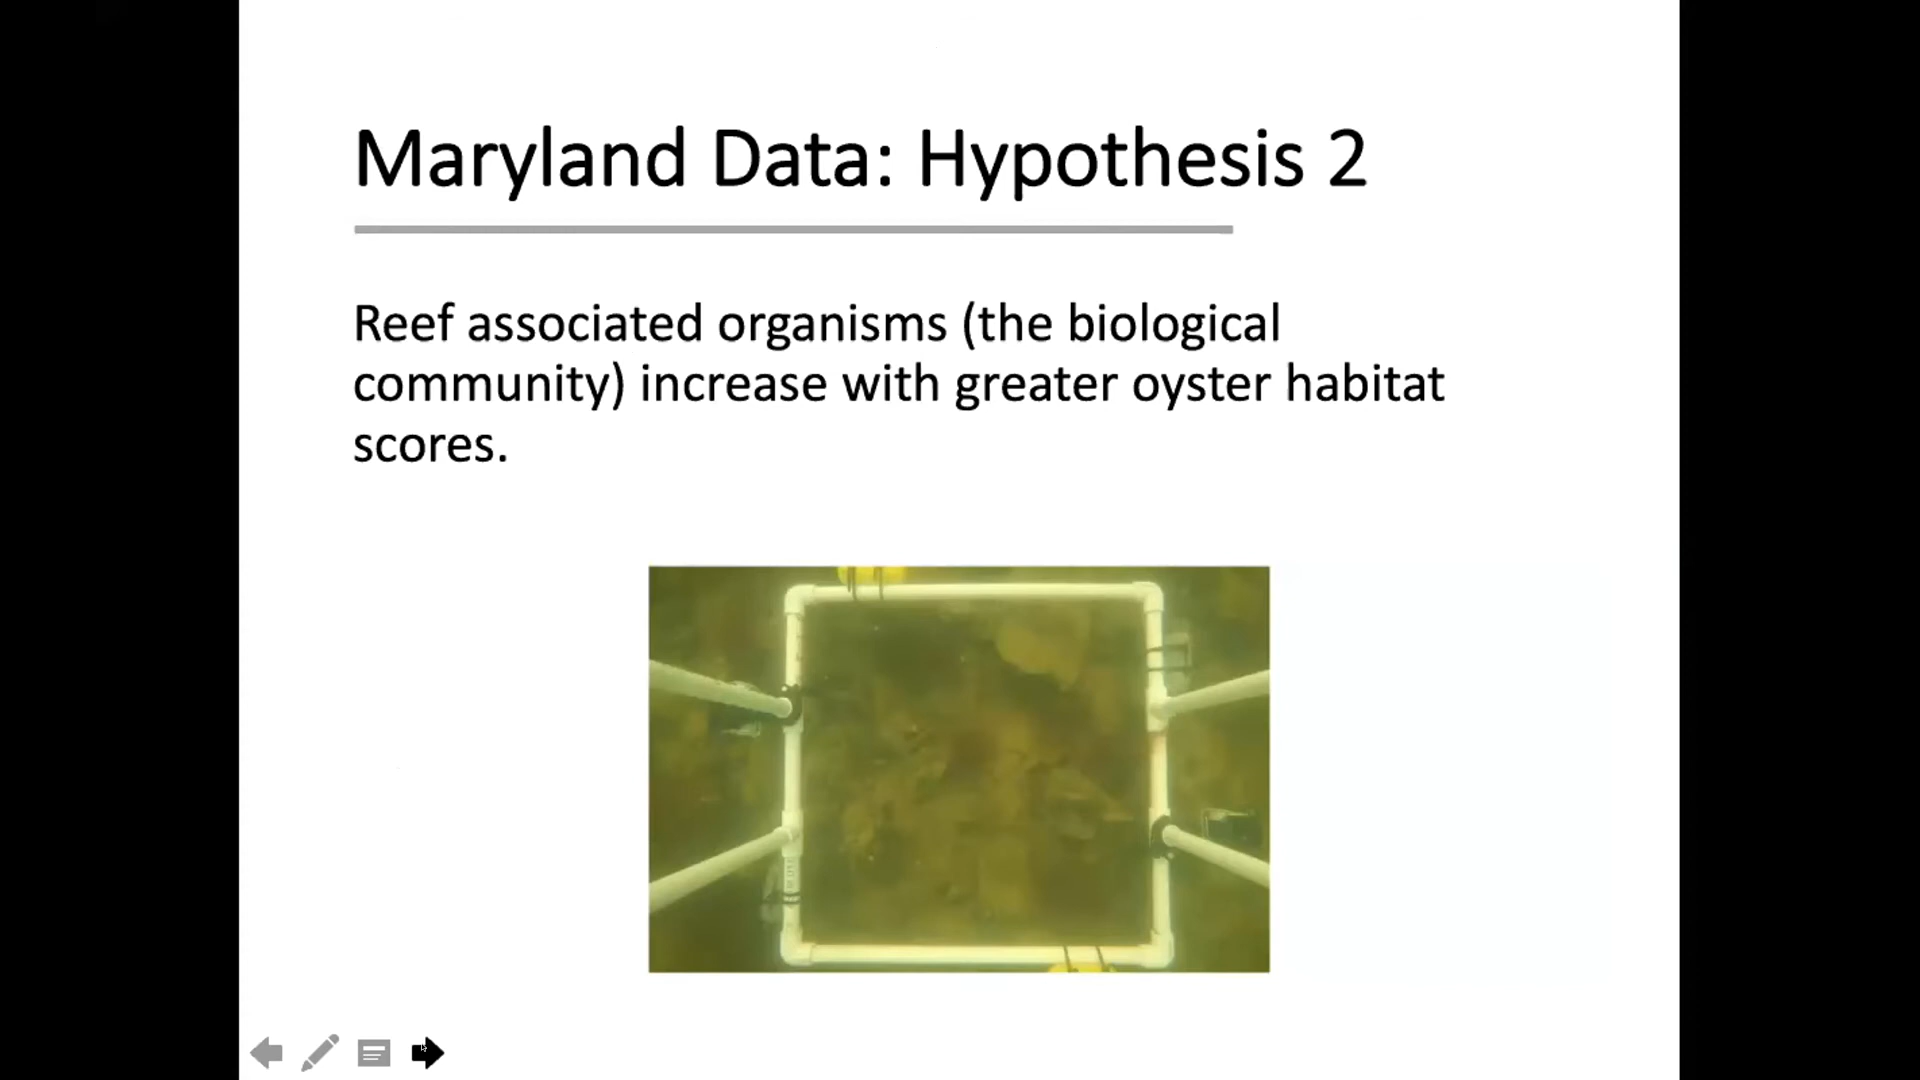 Maryland Data: Hypothesis 2
Reef associated organisms (the biological
community) increase with greater oyster habitat
scores.